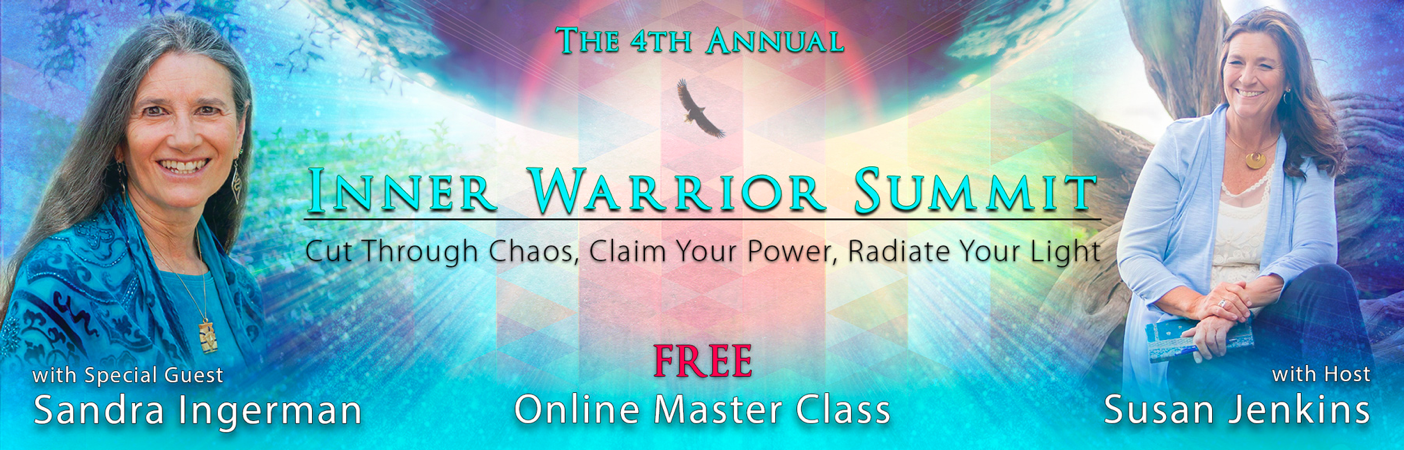 The 4th Annual
Inner Warrior Summit
Cut Through Chaos, Claim Your Power, Radiate Your Light
with Special Guest
Sandra Ingerman
FREE
Online Master Class
with Host
Susan Jenkins